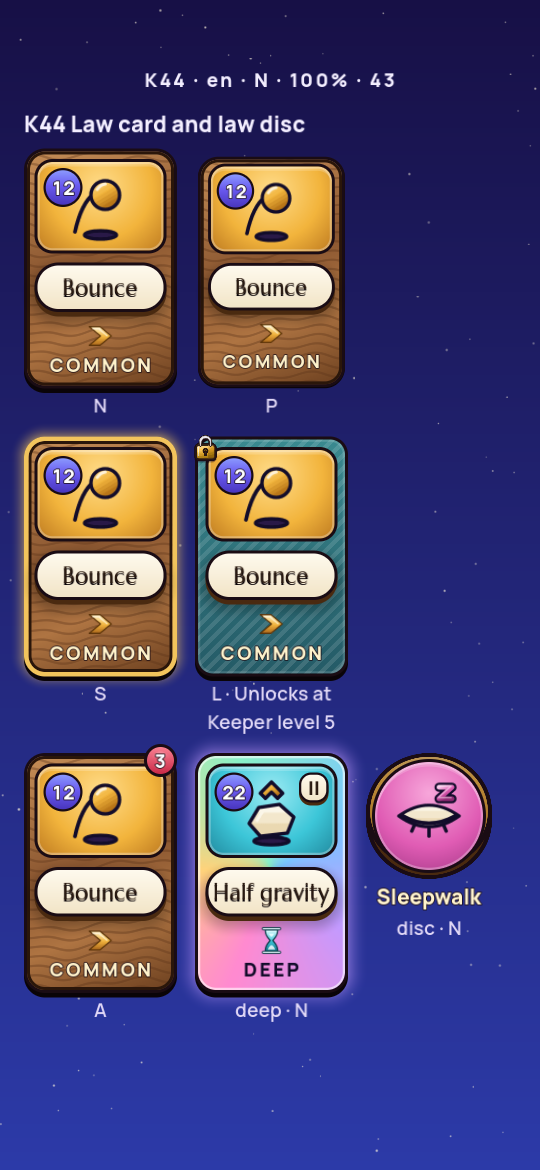 K44 · en · N · 100% · 43
K44 Law card and law disc
12
Bounce
COMMON
N
12
Bounce
COMMON
P
12
Bounce
COMMON
S
12
Bounce
COMMON
L · Unlocks at
Keeper level 5
3
12
Bounce
COMMON
A
22
Half gravity
DEEP
deep · N
Z
Sleepwalk
disc · N